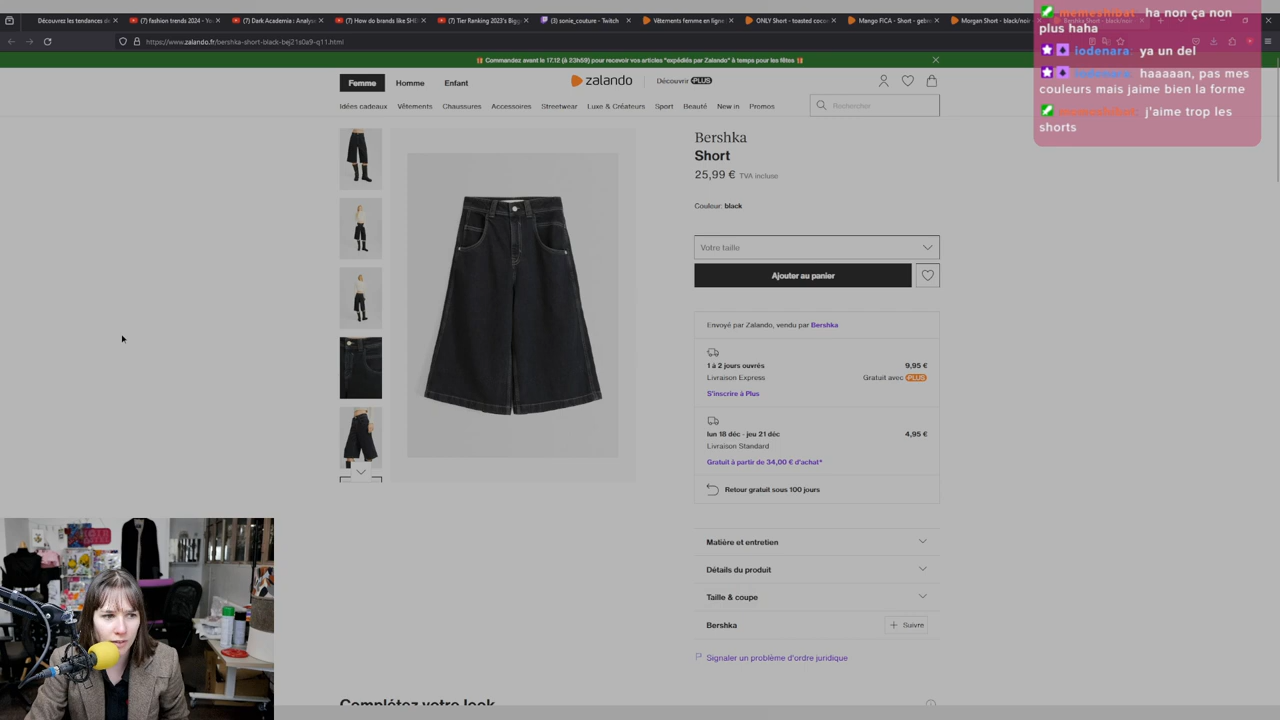 Découvrez les tendances de
(7) fashion trends 2024 - You
(7) Dark Academia : Analyse
(7) How do brands like SHE
(7) Tier Ranking 2023's Bigg
(3) sonie_couture - Twitch
Vêtements femme en ligne
ONLY Short - toasted coco
Mango FICA - Short - gebr
Morgan Short - black/noir
https://www.zalando.fr/bershka-short-black-bej21s0a9-q11.html
Commandez avant le 17.12 (à 23h59) pour recevoir vos articles "expédiés par Zalando" à temps pour les fêtes
Femme
Homme
Enfant
zalando
Découvrir PLUS
Idées cadeaux
Vêtements
Chaussures
Accessoires
Streetwear
Luxe & Créateurs
Sport
Beauté
New in
Promos
Rechercher
Bershka
Short
25,99 € TVA incluse
Couleur: black
Votre taille
Ajouter au panier
Envoyé par Zalando, vendu par Bershka
1 à 2 jours ouvrés 9,95 €
Livraison Express Gratuit avec PLUS
S'inscrire à Plus
lun 18 déc - jeu 21 déc 4,95 €
Livraison Standard
Gratuit à partir de 34,00 € d'achat*
Retour gratuit sous 100 jours
Matière et entretien
Détails du produit
Taille & coupe
Bershka
Suivre
Signaler un problème d'ordre juridique
Complétez votre look
ha non ça non
plus haha
iodenara: ya un del
haaaaan, pas mes
couleurs mais jaime bien la forme
j'aime trop les
shorts